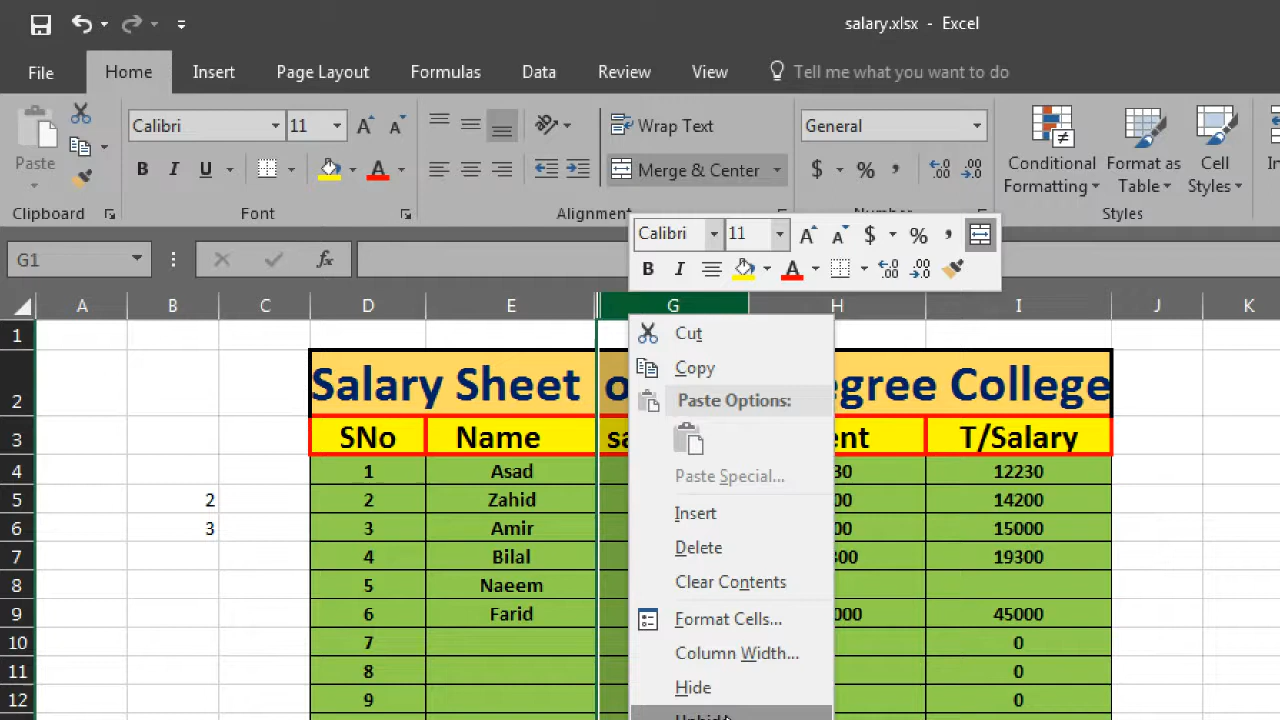 salary.xlsx - Excel
File Home Insert Page Layout Formulas Data Review View Tell me what you want to do
Calibri 11 Wrap Text General
Paste B I U A Merge & Center $ % , Conditional Formatting Format as Table Cell Styles
Clipboard Font Alignment Number Styles
Calibri 11 A A $ % ,
G1 fx
B I A
A B C D E G H I J K
1
Cut
2 Salary Sheet egree College
Copy
Paste Options:
3 SNo Name T/Salary
4 1 Asad 12230
Paste Special...
5 2 2 Zahid 14200
Insert
6 3 3 Amir 15000
Delete
7 4 Bilal 19300
Clear Contents
8 5 Naeem
9 6 Farid 45000
Format Cells...
10 7 0
Column Width...
11 8 0
Hide
12 9 0